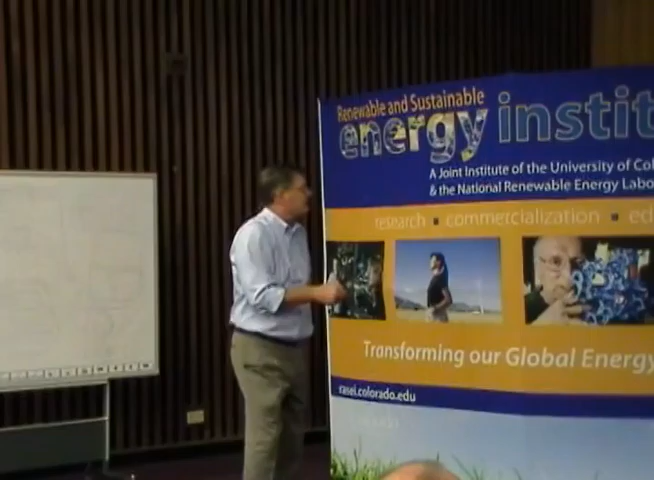 Renewable and Sustainable
energy instit
A Joint Institute of the University of Col
& the National Renewable Energy Labo
research ■ commercialization ■ ed
Transforming our Global Energy
rasei.colorado.edu